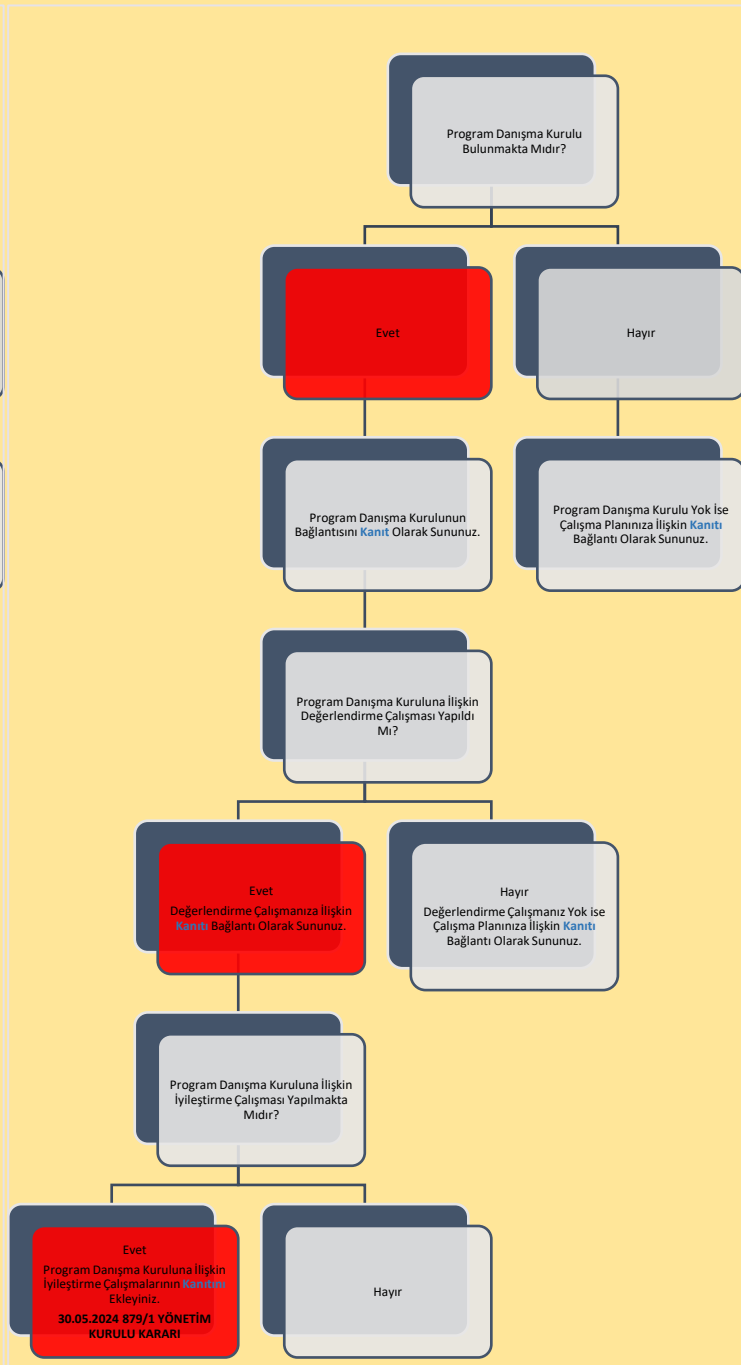 Program Danışma Kurulu
Bulunmakta Mıdır?
Evet
Hayır
Program Danışma Kurulunun
Bağlantısını Kanıt Olarak Sununuz.
Program Danışma Kurulu Yok İse
Çalışma Planınıza İlişkin Kanıtı
Bağlantı Olarak Sununuz.
Program Danışma Kuruluna İlişkin
Değerlendirme Çalışması Yapıldı
Mı?
Evet
Değerlendirme Çalışmanıza İlişkin
Kanıtı Bağlantı Olarak Sununuz.
Hayır
Değerlendirme Çalışmanız Yok ise
Çalışma Planınıza İlişkin Kanıtı
Bağlantı Olarak Sununuz.
Program Danışma Kuruluna İlişkin
İyileştirme Çalışması Yapılmakta
Mıdır?
Evet
Program Danışma Kuruluna İlişkin
İyileştirme Çalışmalarının Kanıtını
Ekleyiniz.
30.05.2024 879/1 YÖNETİM
KURULU KARARI
Hayır